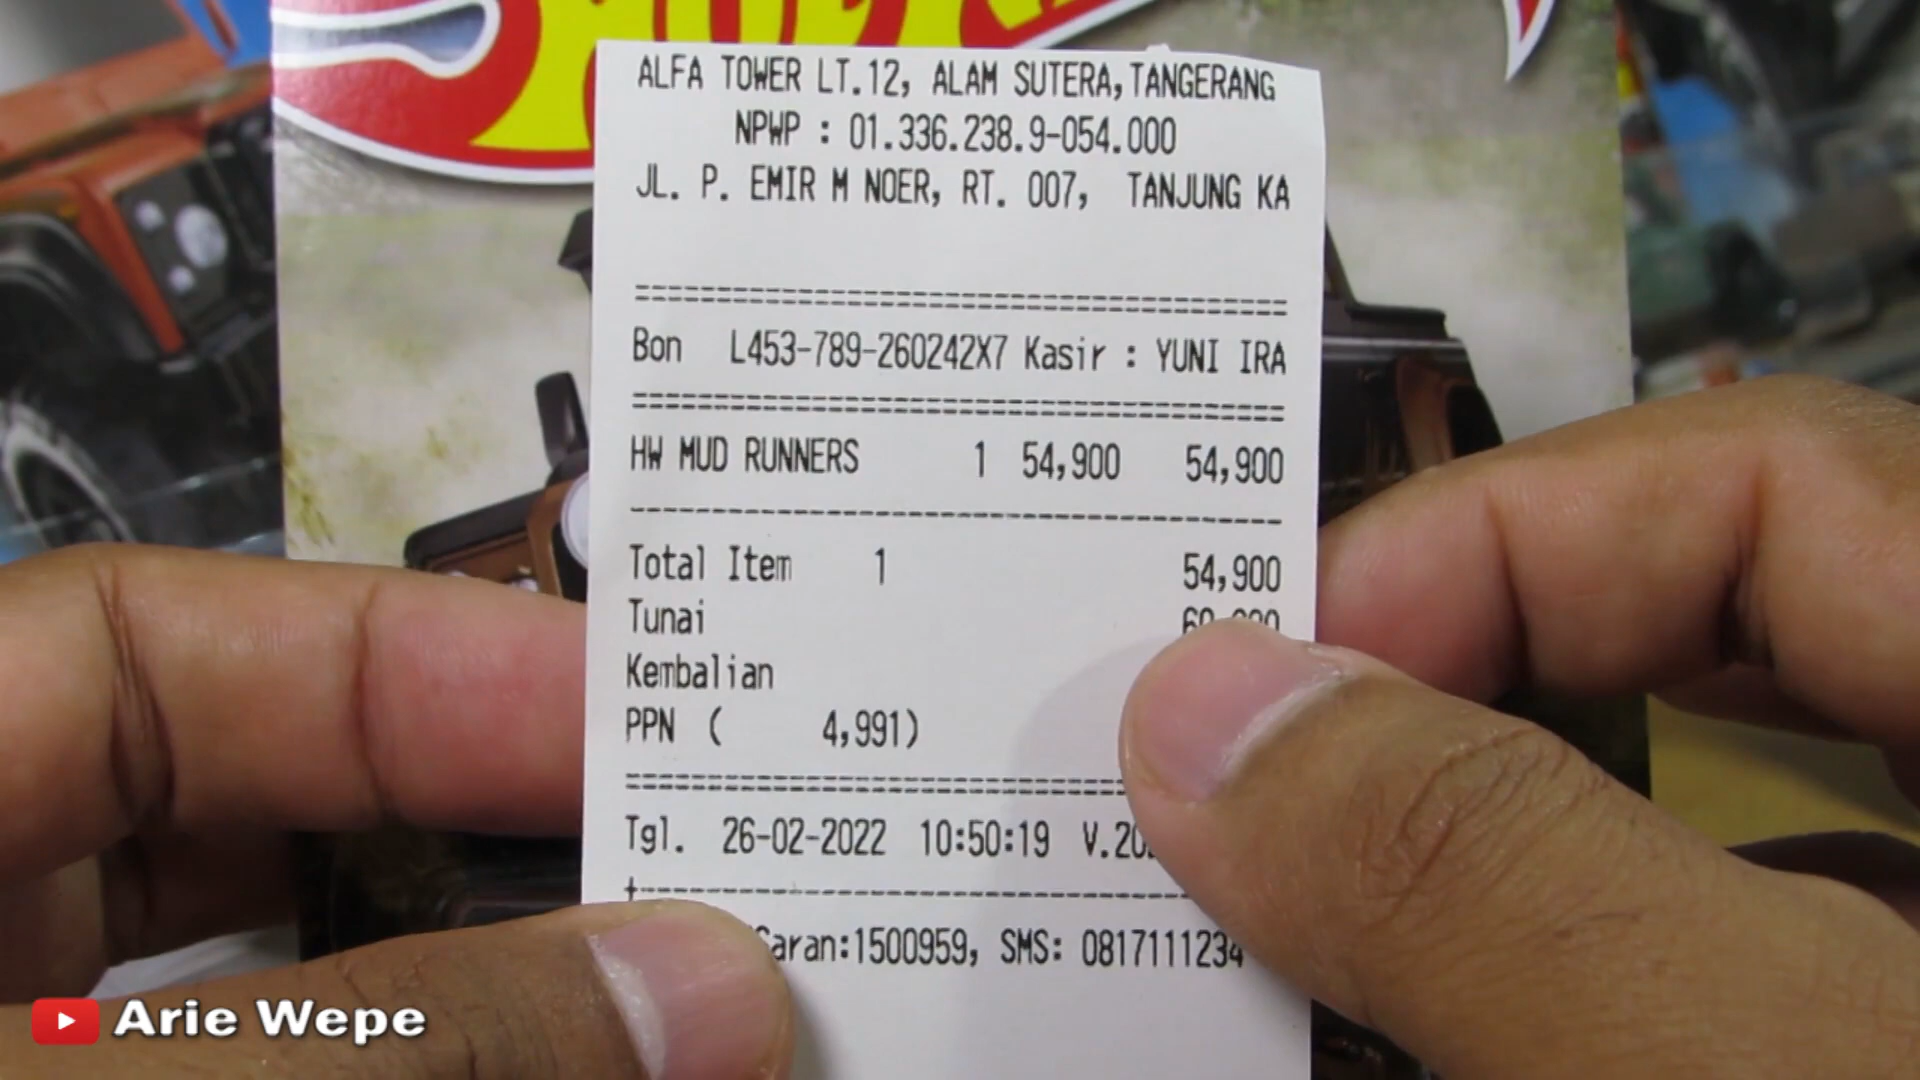 ALFA TOWER LT.12, ALAM SUTERA,TANGERANG
NPWP : 01.336.238.9-054.000
JL. P. EMIR M NOER, RT. 007, TANJUNG KA
Bon L453-789-260242X7 Kasir : YUNI IRA
HW MUD RUNNERS 1 54,900 54,900
Total Item 1 54,900
Tunai
Kembalian
PPN ( 4,991)
Tgl. 26-02-2022 10:50:19
SMS: 0817111234
Arie Wepe